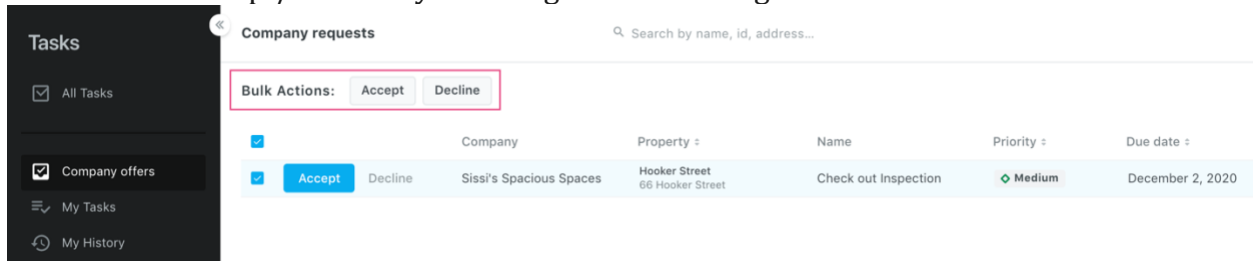 Tasks
All Tasks
Company offers
My Tasks
My History
Company requests
Search by name, id, address...
Bulk Actions: Accept Decline
Company Property Name Priority Due date
Accept Decline Sissi's Spacious Spaces Hooker Street Check out Inspection Medium December 2, 2020
66 Hooker Street